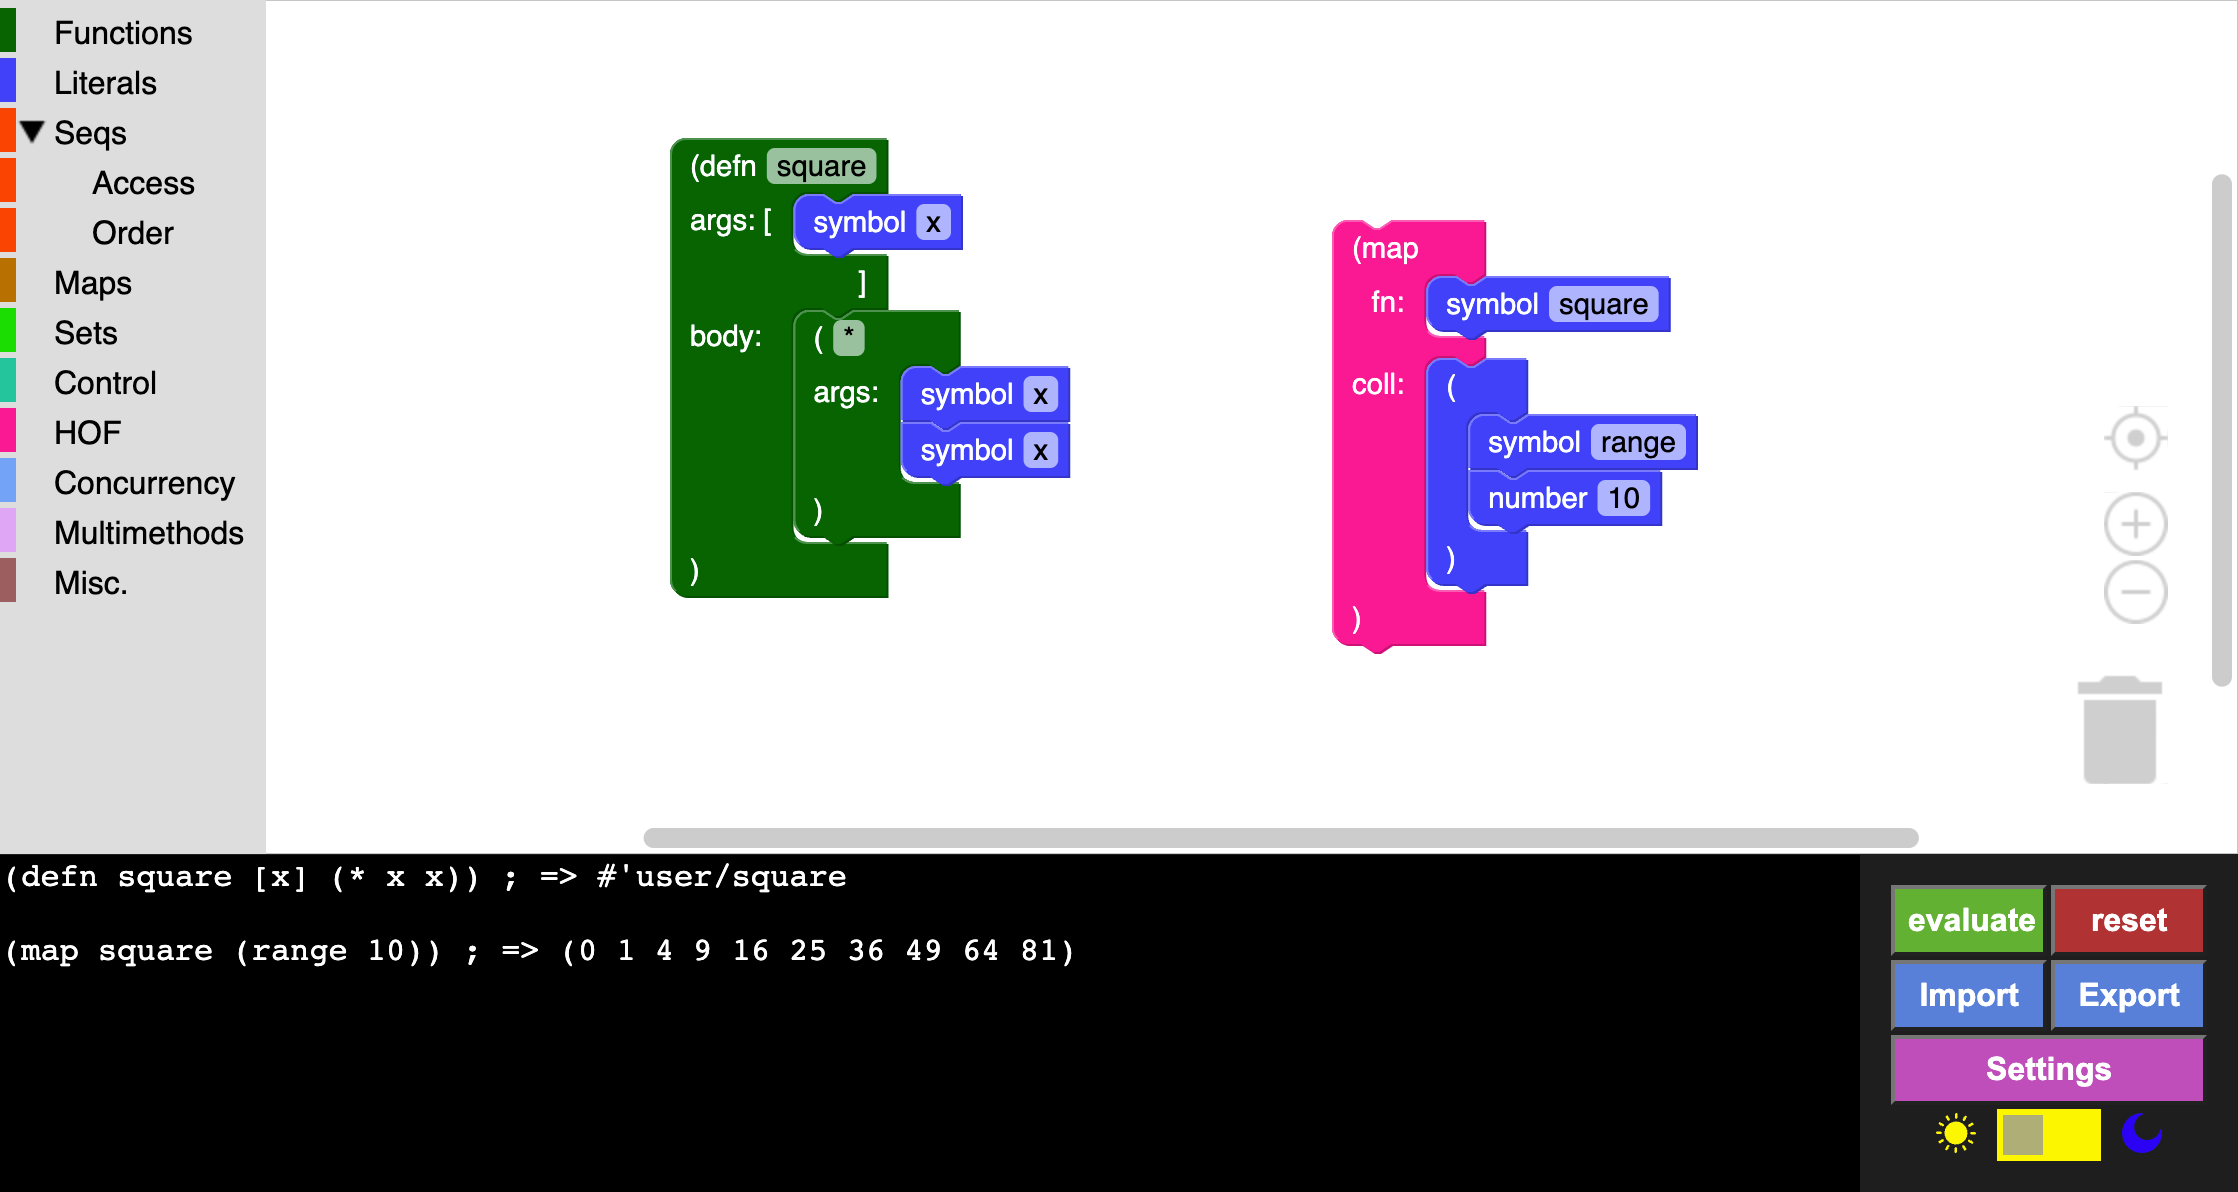 Functions
Literals
Seqs
Access
Order
Maps
Sets
Control
HOF
Concurrency
Multimethods
Misc.
(defn square
args: [ symbol x
]
body: ( *
args: symbol x
symbol x
)
)
(map
fn: symbol square
coll: (
symbol range
number 10
)
)
(defn square [x] (* x x)) ; => #'user/square
(map square (range 10)) ; => (0 1 4 9 16 25 36 49 64 81)
evaluate reset
Import Export
Settings